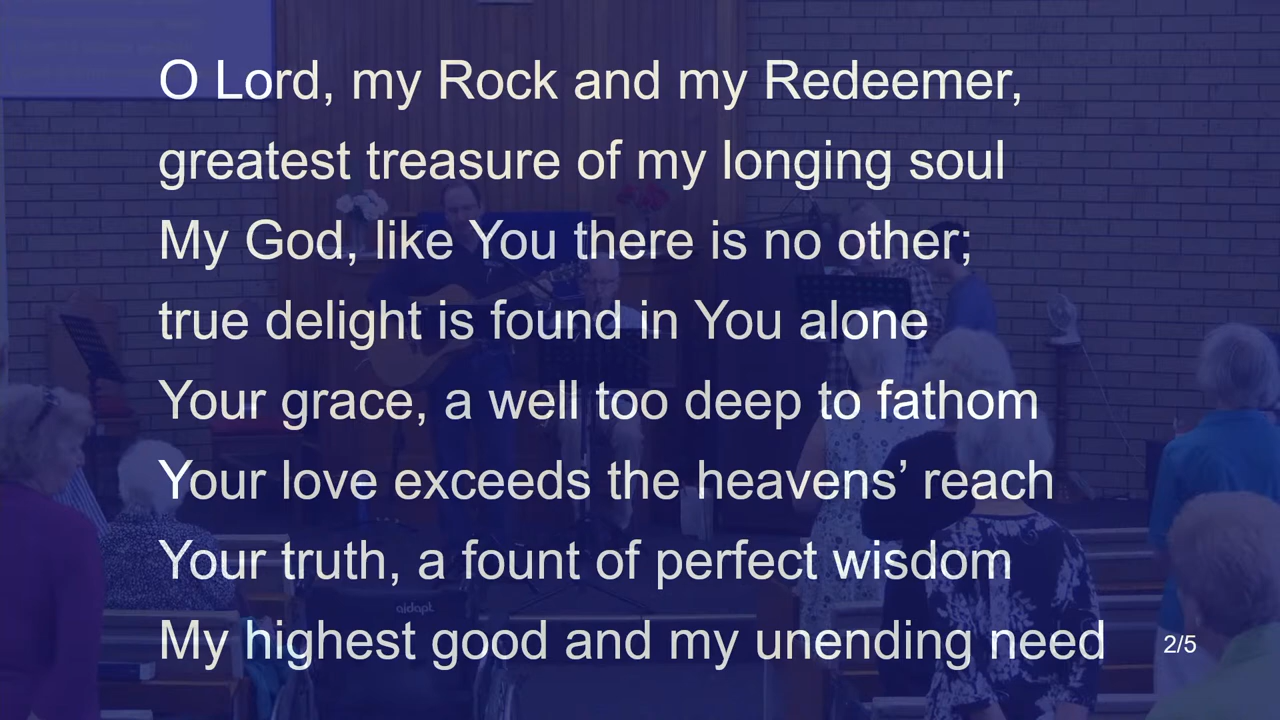 O Lord, my Rock and my Redeemer,
greatest treasure of my longing soul
My God, like You there is no other;
true delight is found in You alone
Your grace, a well too deep to fathom
Your love exceeds the heavens’ reach
Your truth, a fount of perfect wisdom
My highest good and my unending need
2/5
aidapt.